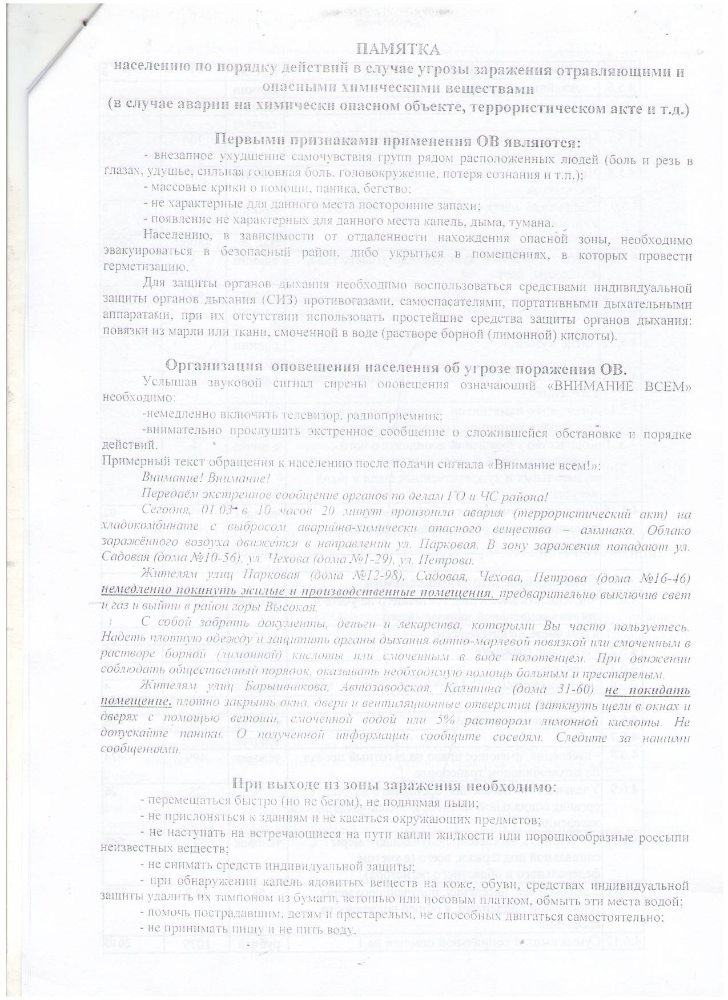 ПАМЯТКА
населению по порядку действий в случае угрозы заражения отравляющими и
опасными химическими веществами
(в случае аварии на химически опасном объекте, террористическом акте и т.д.)
Первыми признаками применения ОВ являются:
- внезапное ухудшение самочувствия групп рядом расположенных людей (боль и резь в
глазах, удушье, сильная головная боль, головокружение, потеря сознания и т.п.);
- массовые крики о помощи, паника, бегство;
- не характерные для данного места посторонние запахи;
- появление не характерных для данного места капель, дыма, тумана.
Населению, в зависимости от отдаленности нахождения опасной зоны, необходимо
эвакуироваться в безопасный район, либо укрыться в помещениях, в которых провести
герметизацию.
Для защиты органов дыхания необходимо воспользоваться средствами индивидуальной
защиты органов дыхания (СИЗ) противогазами, самоспасателями, портативными дыхательными
аппаратами, при их отсутствии использовать простейшие средства защиты органов дыхания:
повязки из марли или ткани, смоченной в воде (растворе борной (лимонной) кислоты).
Организация оповещения населения об угрозе поражения ОВ.
Услышав звуковой сигнал сирены оповещения означающий «ВНИМАНИЕ ВСЕМ»
необходимо:
-немедленно включить телевизор, радиоприемник;
-внимательно прослушать экстренное сообщение о сложившейся обстановке и порядке
действий.
Примерный текст обращения к населению после подачи сигнала «Внимание всем!»:
Внимание! Внимание!
Передаём экстренное сообщение органов по делам ГО и ЧС района!
Сегодня, 01.03 в 10 часов 20 минут произошла авария (террористический акт) на
хладокомбинате с выбросом аварийно-химически опасного вещества – аммиака. Облако
заражённого воздуха движется в направлении ул. Парковая. В зону заражения попадают ул.
Садовая (дома №10-56), ул. Чехова (дома №1-29), ул. Петрова.
Жителям улиц Парковая (дома №12-98), Садовая, Чехова, Петрова (дома №16-46)
немедленно покинуть жилые и производственные помещения, предварительно выключив свет
и газ и выйти в район горы Высокая.
С собой забрать документы, деньги и лекарства, которыми Вы часто пользуетесь.
Надеть плотную одежду и защитить органы дыхания ватно-марлевой повязкой или смоченным в
растворе борной (лимонной) кислоты или смоченным в воде полотенцем. При движении
соблюдать общественный порядок, оказывать необходимую помощь больным и престарелым.
Жителям улиц Барышникова, Автозаводская, Калинина (дома 31-60) не покидать
помещение, плотно закрыть окна, двери и вентиляционные отверстия (заткнуть щели в окнах и
дверях с помощью ветоши, смоченной водой или 5% раствором лимонной кислоты. Не
допускайте паники. О полученной информации сообщите соседям. Следите за нашими
сообщениями.
При выходе из зоны заражения необходимо:
- перемещаться быстро (но не бегом), не поднимая пыли;
- не прислоняться к зданиям и не касаться окружающих предметов;
- не наступать на встречающиеся на пути капли жидкости или порошкообразные россыпи
неизвестных веществ;
- не снимать средств индивидуальной защиты;
- при обнаружении капель ядовитых веществ на коже, обуви, средствах индивидуальной
защиты удалить их тампоном из бумаги, ветошью или носовым платком, обмыть эти места водой;
- помочь пострадавшим, детям и престарелым, не способных двигаться самостоятельно;
- не принимать пищу и не пить воду.